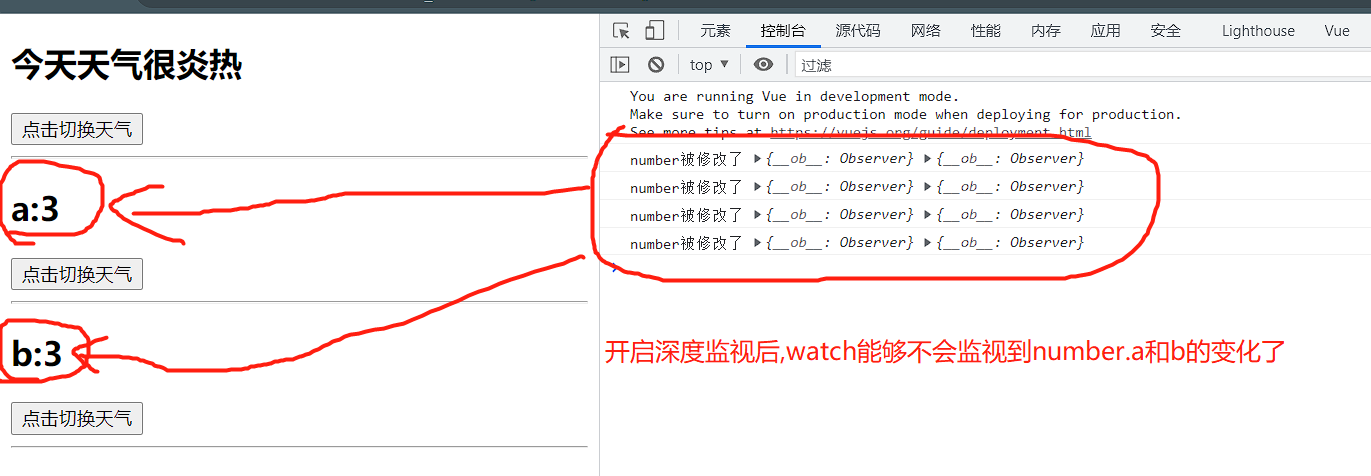 今天天气很炎热
点击切换天气
a:3
点击切换天气
b:3
点击切换天气
元素 控制台 源代码 网络 性能 内存 应用 安全 Lighthouse Vue
top ▼ 过滤
You are running Vue in development mode.
Make sure to turn on production mode when deploying for production.
See more tips at https://vuejs.org/guide/deployment.html
number被修改了 ▶{__ob__: Observer} ▶{__ob__: Observer}
number被修改了 ▶{__ob__: Observer} ▶{__ob__: Observer}
number被修改了 ▶{__ob__: Observer} ▶{__ob__: Observer}
number被修改了 ▶{__ob__: Observer} ▶{__ob__: Observer}
开启深度监视后,watch能够不会监视到number.a和b的变化了